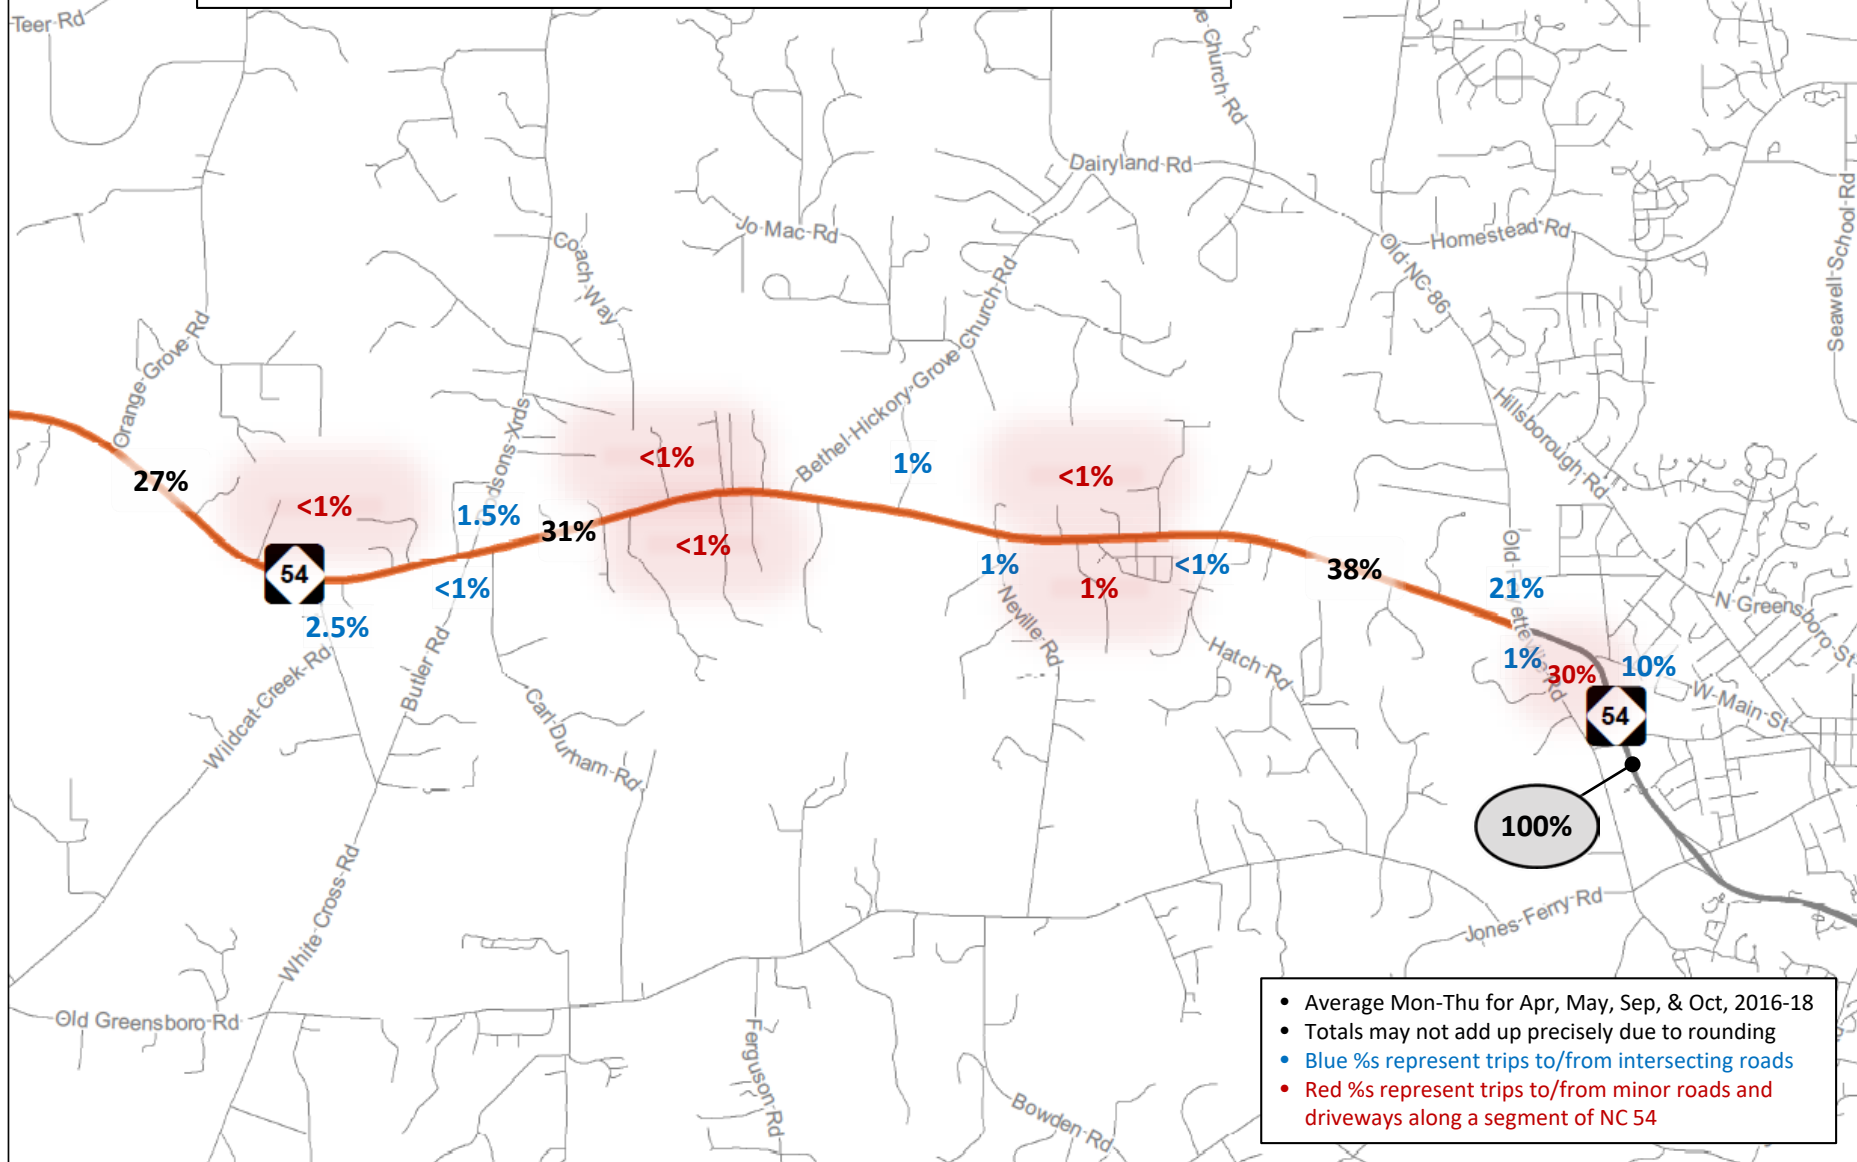 Teer Rd
e Church Rd
Dairyland Rd
Seawell School Rd
Jo Mac Rd
Homestead Rd
Coach Way
Old NC 86
Bethel Hickory Grove Church Rd
Orange Grove Rd
Hillsborough Rd
dsons Xrds
<1%
1%
<1%
27%
<1%
1.5%
31%
<1%
54
<1%
2.5%
1%
1%
<1%
38%
21%
Old Fayetteville Rd
N Greensboro St
Neville Rd
Hatch Rd
1%
30%
10%
54
W Main St
Wildcat Creek Rd
Butler Rd
Carl Durham Rd
100%
White Cross Rd
Jones Ferry Rd
Old Greensboro Rd
Ferguson Rd
Bowden Rd
• Average Mon-Thu for Apr, May, Sep, & Oct, 2016-18
• Totals may not add up precisely due to rounding
• Blue %s represent trips to/from intersecting roads
• Red %s represent trips to/from minor roads and
driveways along a segment of NC 54